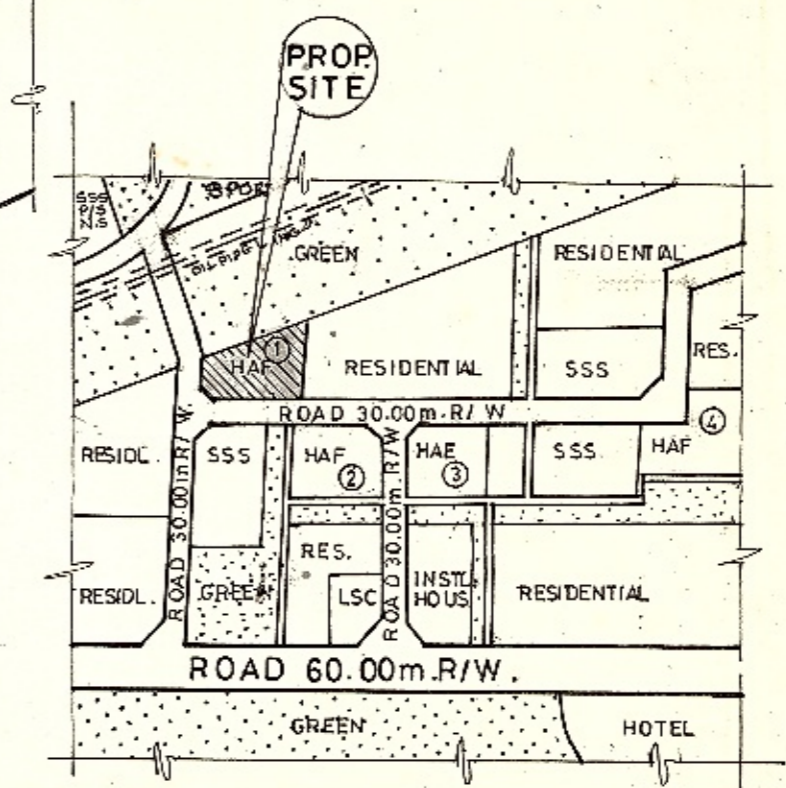 PROP.
SITE
SSS
P/S
N.S
SPOR
GREEN
RESIDENTIAL
HAF
1
RESIDENTIAL
SSS
RES.
ROAD 30.00m.R/W
RESIDL.
SSS
HAF
2
HAE
3
SSS
HAF
4
ROAD 30.00m R/W
ROAD 30.00m.R/W
RES.
RESIDL.
GREEN
LSC
INSTL
HOUS
RESIDENTIAL
ROAD 60.00m.R/W.
GREEN
HOTEL